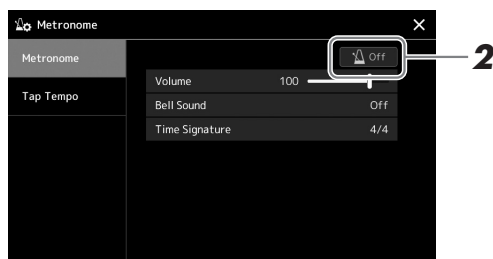 Metronome
Metronome
Off
2
Volume 100
Tap Tempo
Bell Sound Off
Time Signature 4/4